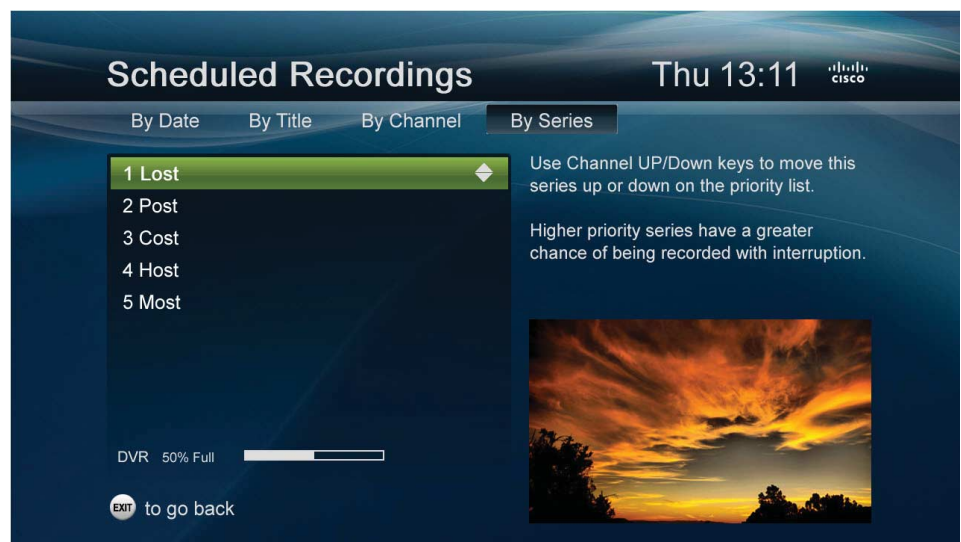 Scheduled Recordings
Thu 13:11
cisco
By Date By Title By Channel By Series
1 Lost
2 Post
3 Cost
4 Host
5 Most
Use Channel UP/Down keys to move this
series up or down on the priority list.
Higher priority series have a greater
chance of being recorded with interruption.
DVR 50% Full
EXIT to go back